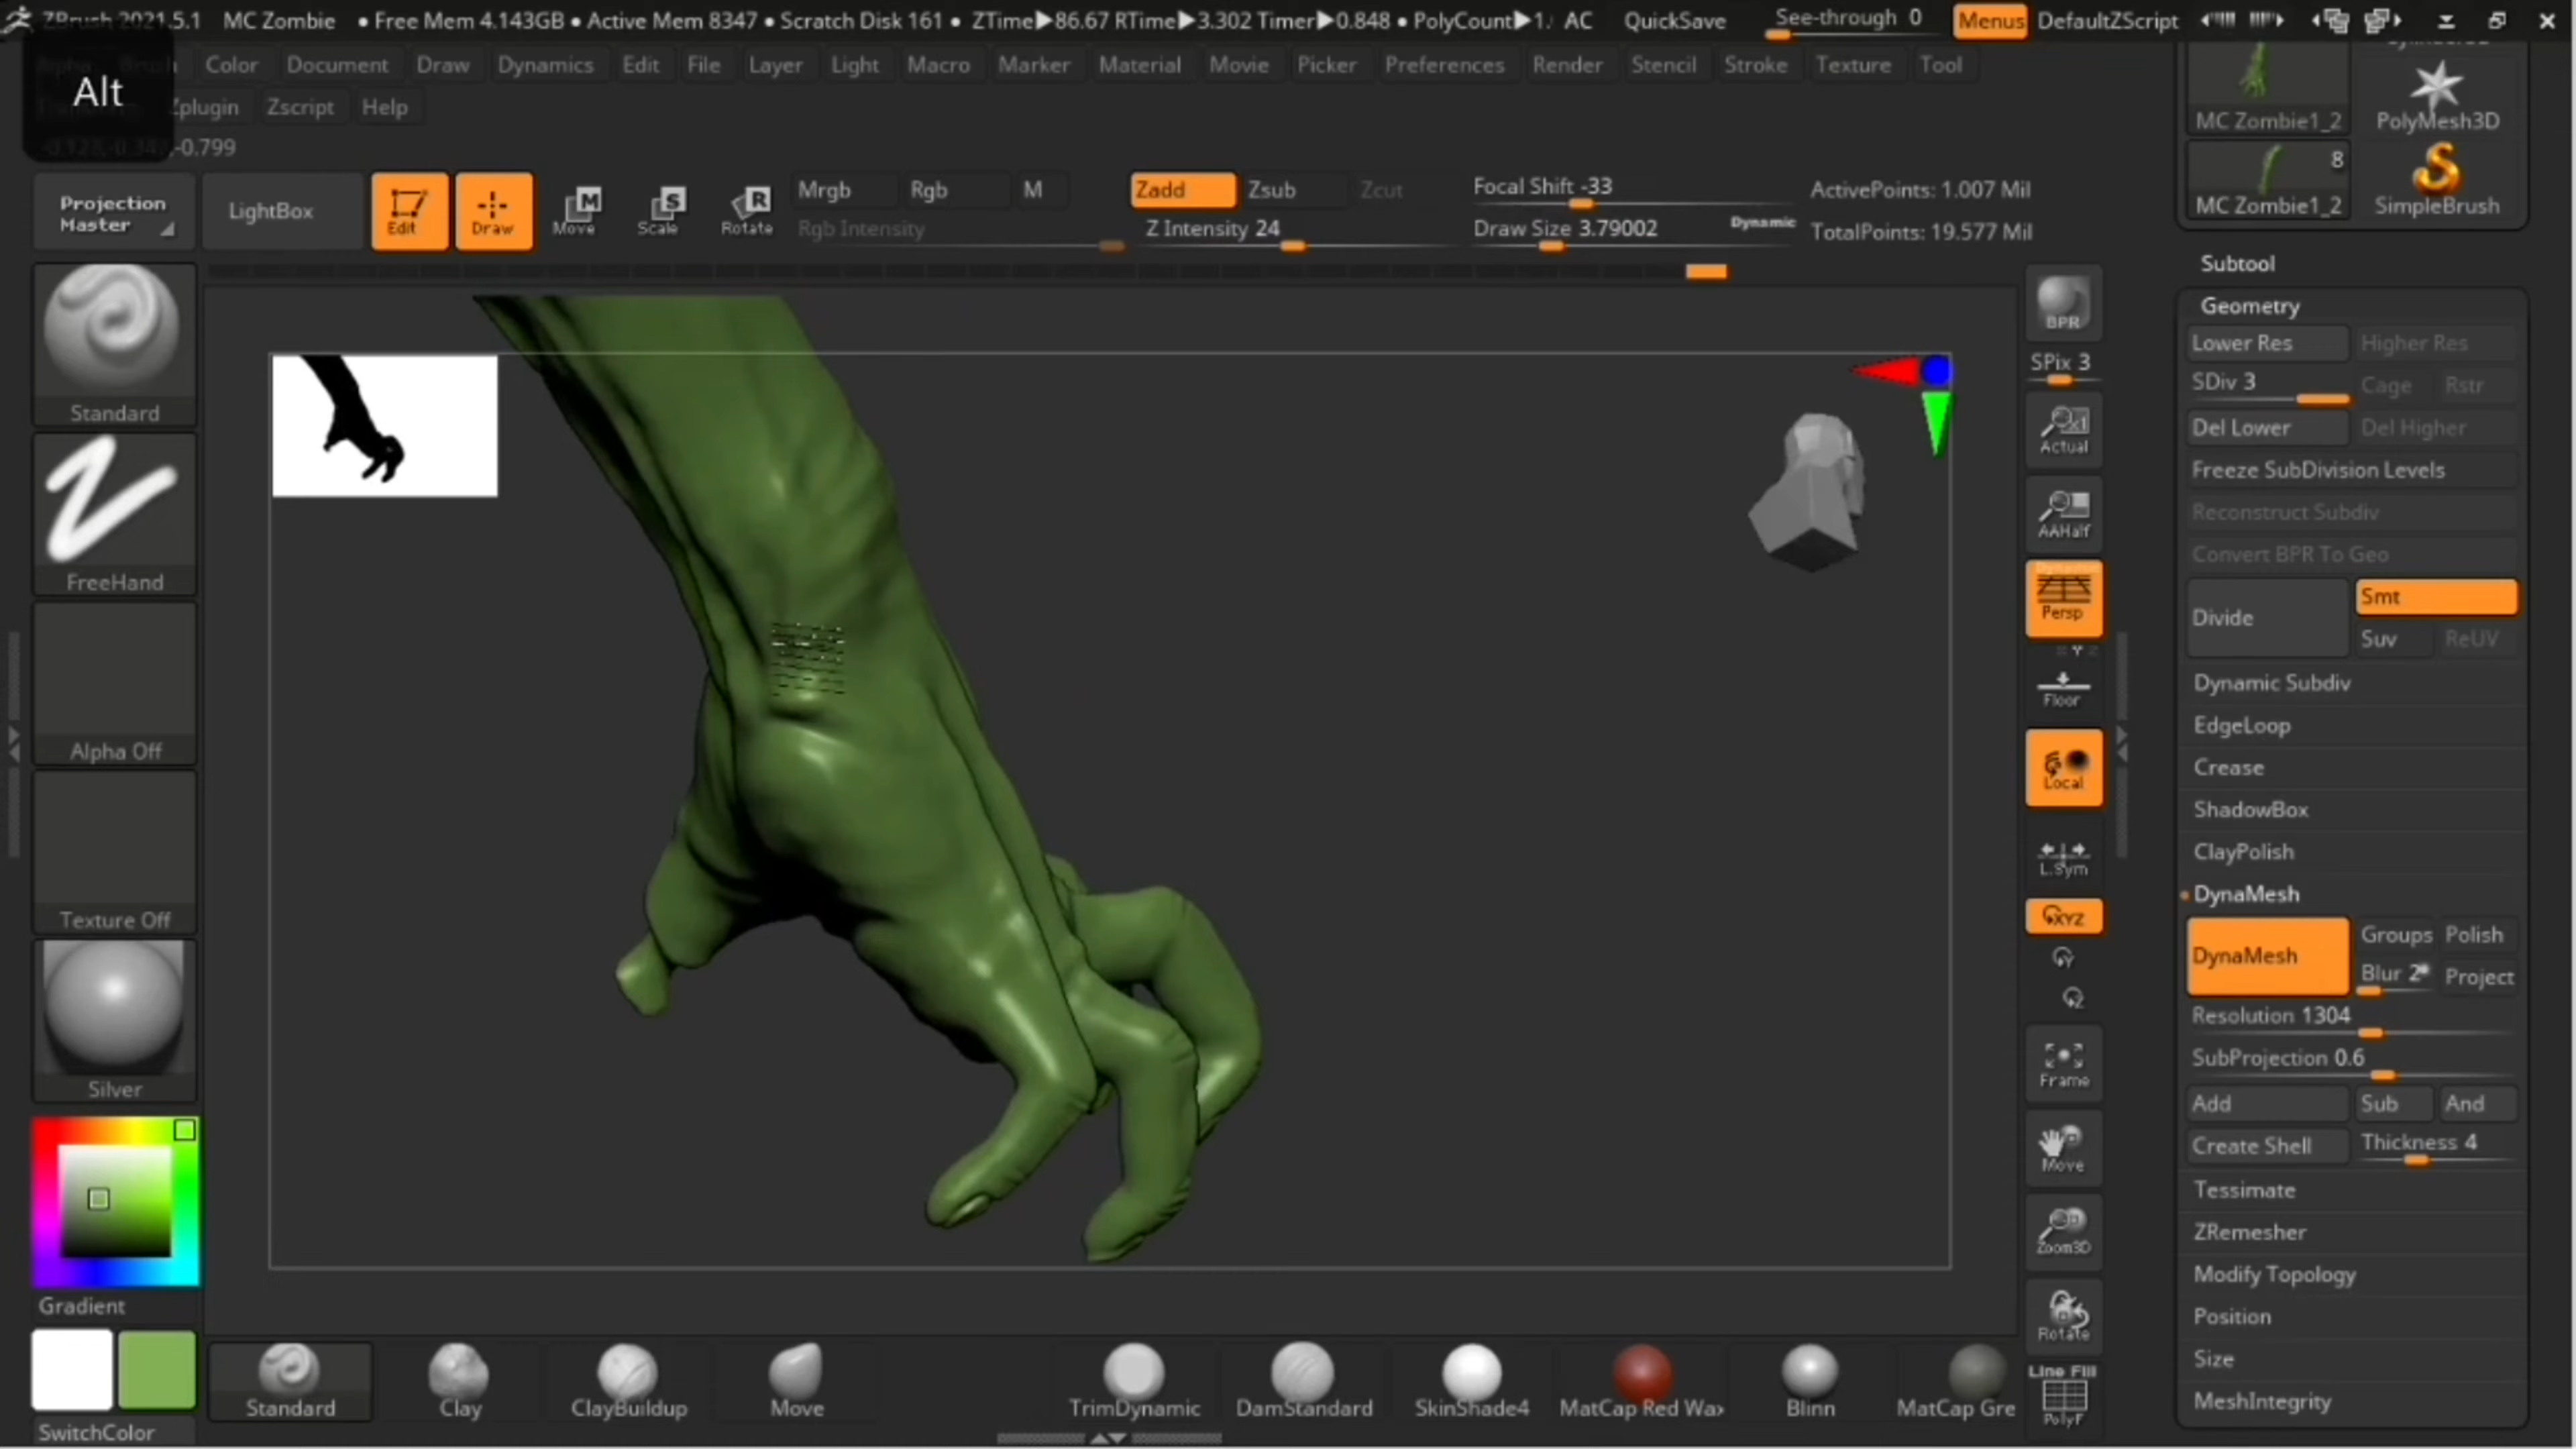 ZBrush 2021.5.1 MC Zombie • Free Mem 4.143GB • Active Mem 8347 • Scratch Disk 161 • ZTime▶86.67 RTime▶3.302 Timer▶0.848 • PolyCount▶1. AC QuickSave See-through 0 Menus DefaultZScript
Color Document Draw Dynamics Edit File Layer Light Macro Marker Material Movie Picker Preferences Render Stencil Stroke Texture Tool
Alt
Zplugin Zscript Help
-0.799
Projection Master
LightBox
Edit
Draw
Move
Scale
Rotate
Mrgb Rgb M
Rgb Intensity
Zadd Zsub Zcut
Z Intensity 24
Focal Shift -33
Draw Size 3.79002
Dynamic
ActivePoints: 1.007 Mil
TotalPoints: 19.577 Mil
Standard
FreeHand
Alpha Off
Texture Off
Silver
Gradient
SwitchColor
Standard
Clay
ClayBuildup
Move
TrimDynamic
DamStandard
SkinShade4
MatCap Red Wax
Blinn
MatCap Gre
BPR
SPix 3
Actual
AAHalf
Persp
Floor
Local
L.Sym
XYZ
Frame
Move
Zoom3D
Rotate
Line Fill
PolyF
MC Zombie1_2
PolyMesh3D
8
MC Zombie1_2
SimpleBrush
Subtool
Geometry
Lower Res Higher Res
SDiv 3 Cage Rstr
Del Lower Del Higher
Freeze SubDivision Levels
Reconstruct Subdiv
Convert BPR To Geo
Divide
Smt
Suv ReUV
Dynamic Subdiv
EdgeLoop
Crease
ShadowBox
ClayPolish
DynaMesh
DynaMesh
Groups Polish
Blur 2 Project
Resolution 1304
SubProjection 0.6
Add Sub And
Create Shell Thickness 4
Tessimate
ZRemesher
Modify Topology
Position
Size
MeshIntegrity